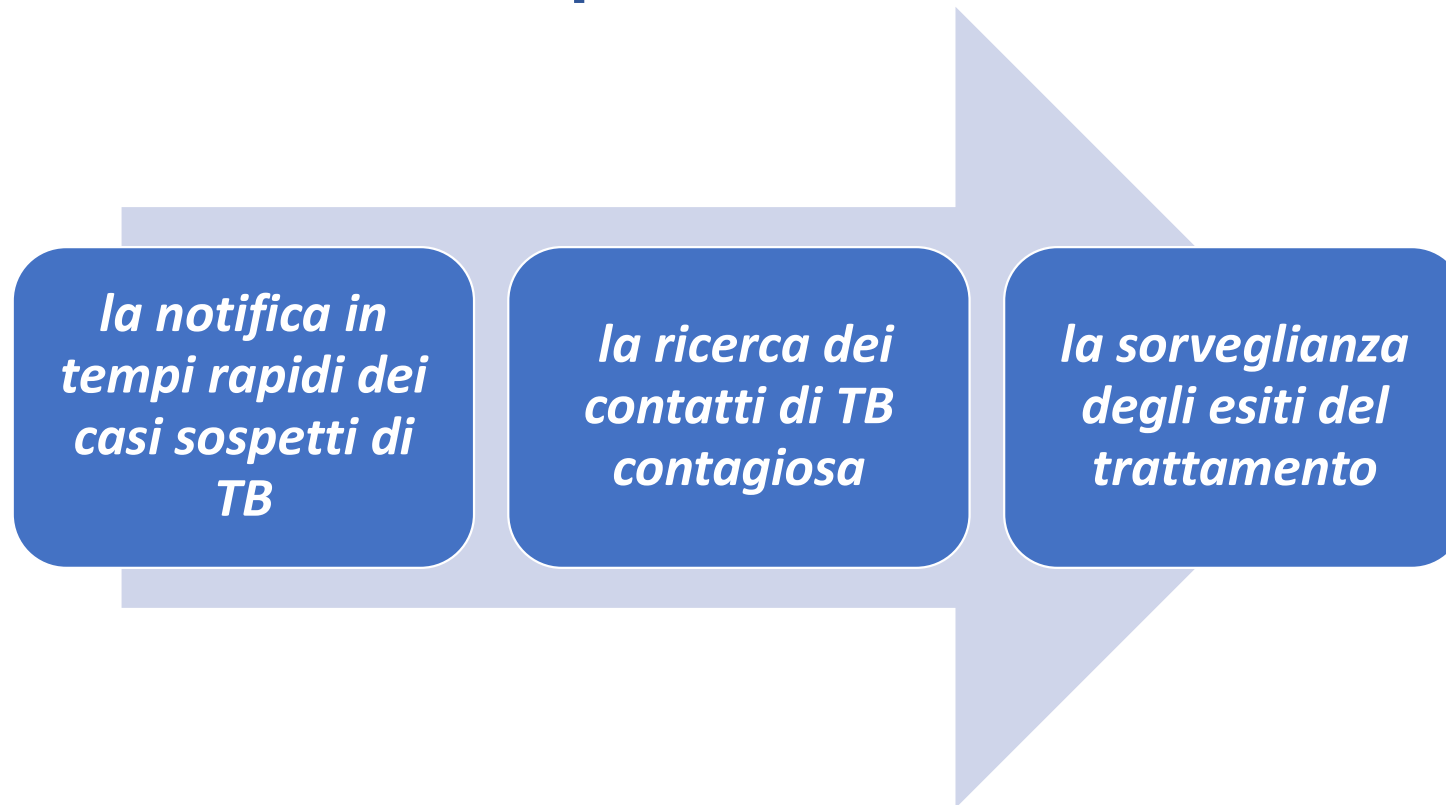 la notifica in
tempi rapidi dei
casi sospetti di
TB
la ricerca dei
contatti di TB
contagiosa
la sorveglianza
degli esiti del
trattamento